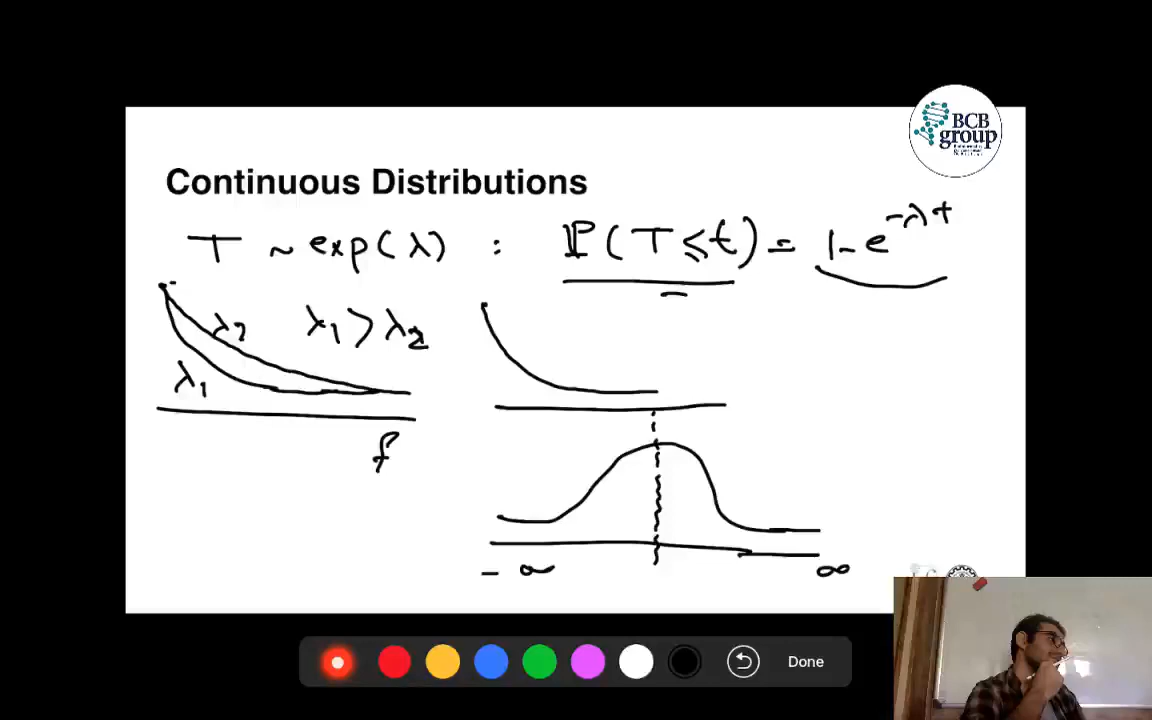 BCB
group
Continuous Distributions
T ~ exp(λ) : ℙ(T ⩽ t) = 1 - e^{-λt}
λ2 λ1 > λ2
λ1
f
- ∞ ∞
Done